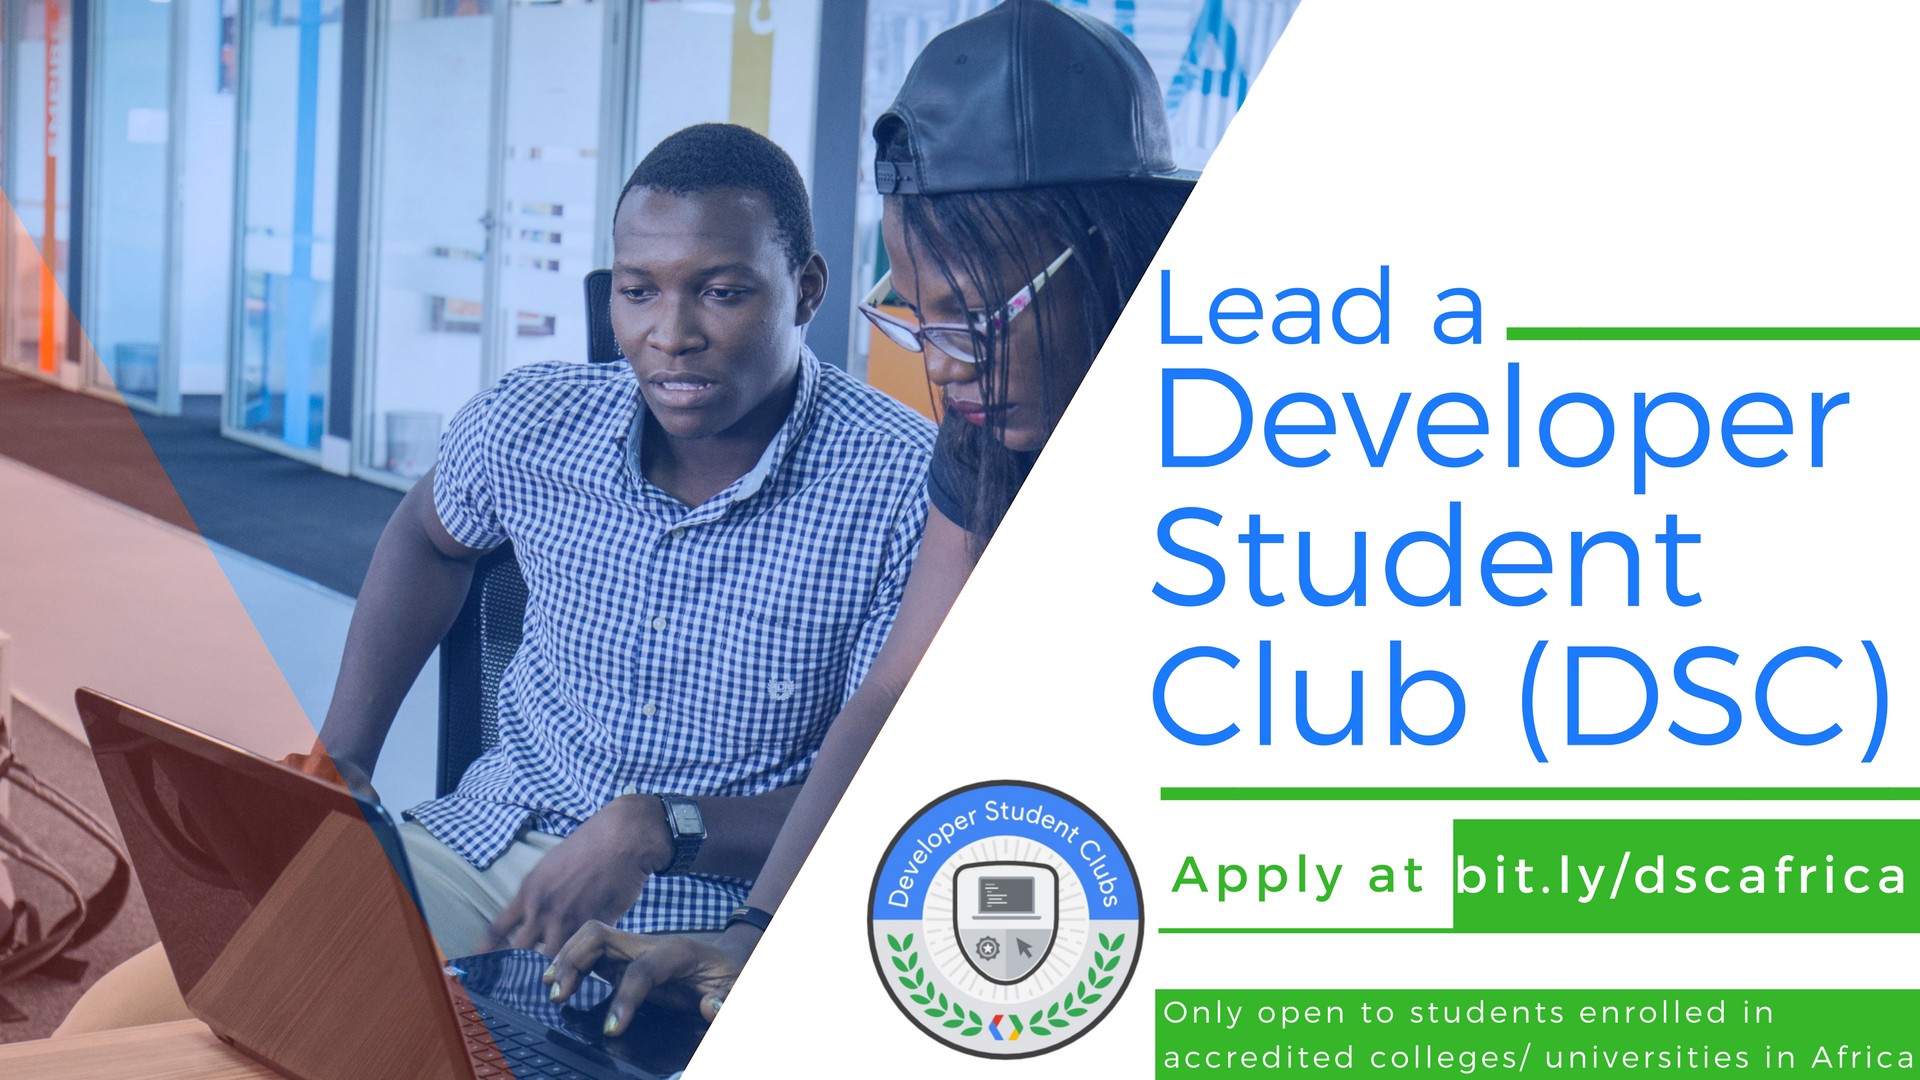 Lead a
Developer
Student
Club (DSC)
Apply at bit.ly/dscafrica
Developer Student Clubs
Only open to students enrolled in
accredited colleges/ universities in Africa